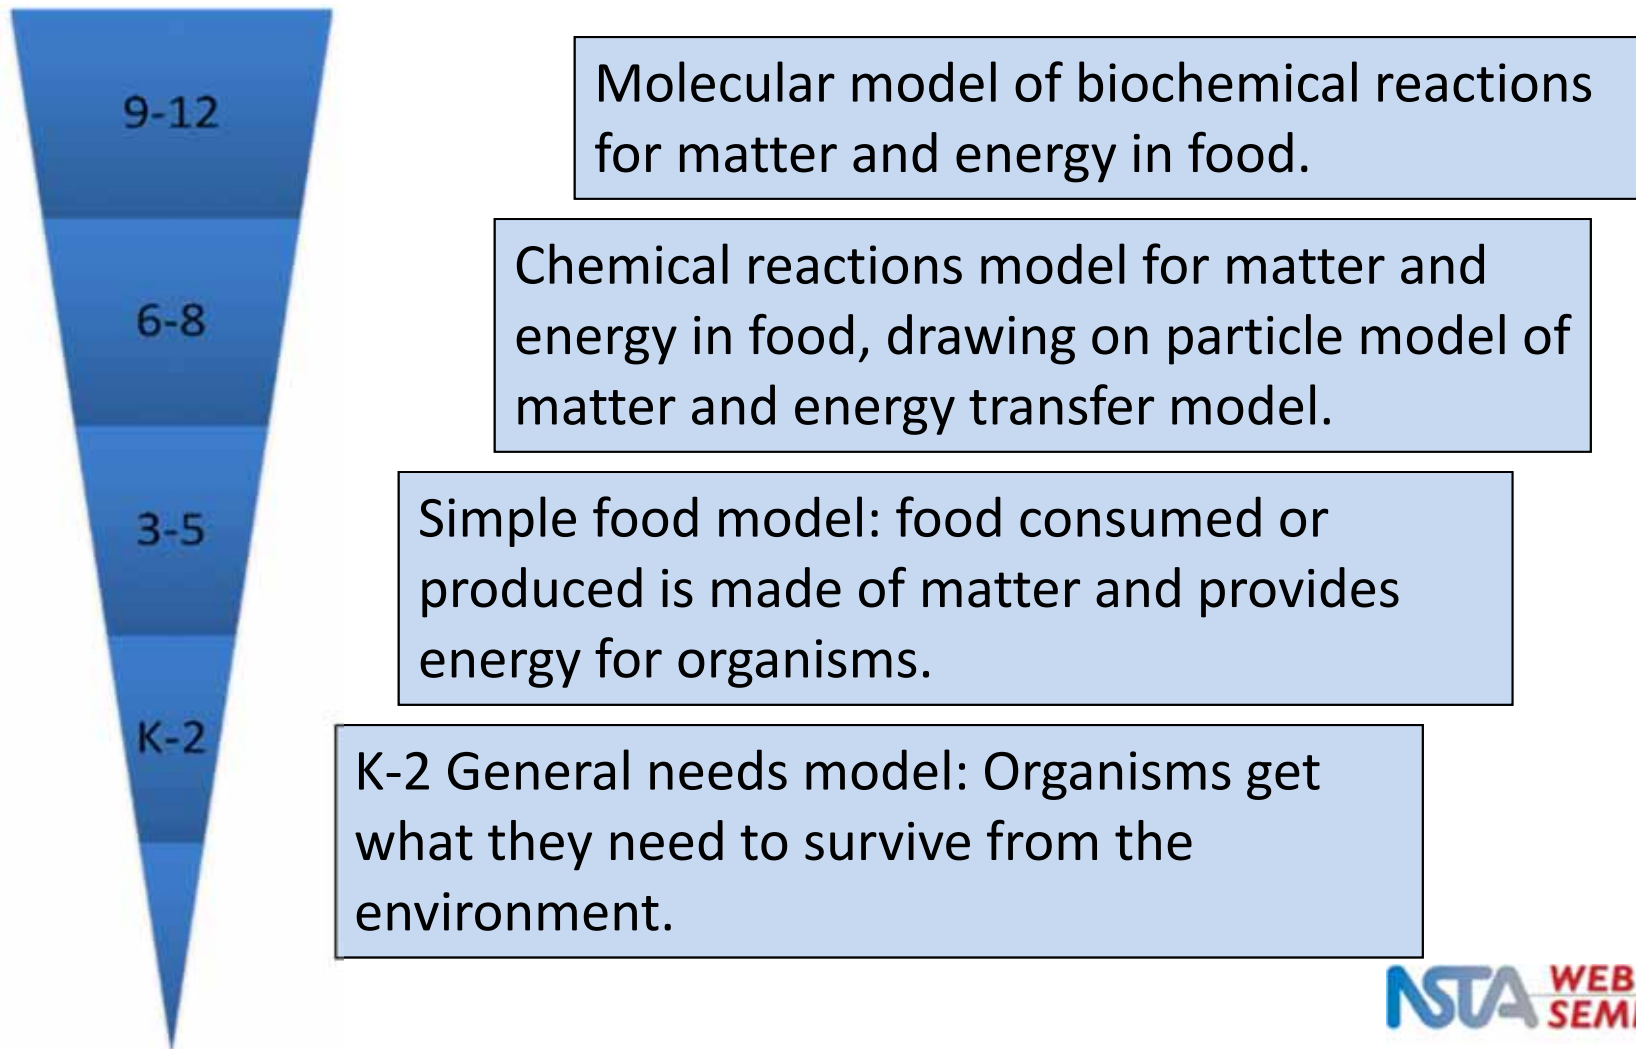 9-12
Molecular model of biochemical reactions
for matter and energy in food.
6-8
Chemical reactions model for matter and
energy in food, drawing on particle model of
matter and energy transfer model.
3-5
Simple food model: food consumed or
produced is made of matter and provides
energy for organisms.
K-2
K-2 General needs model: Organisms get
what they need to survive from the
environment.
NSTA WEB
SEMI